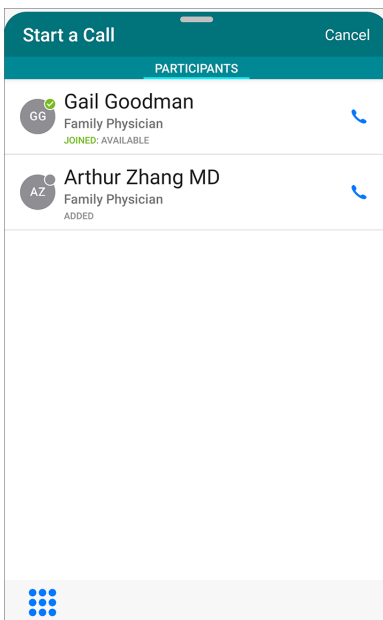 Start a Call
Cancel
PARTICIPANTS
GG
Gail Goodman
Family Physician
JOINED: AVAILABLE
AZ
Arthur Zhang MD
Family Physician
ADDED